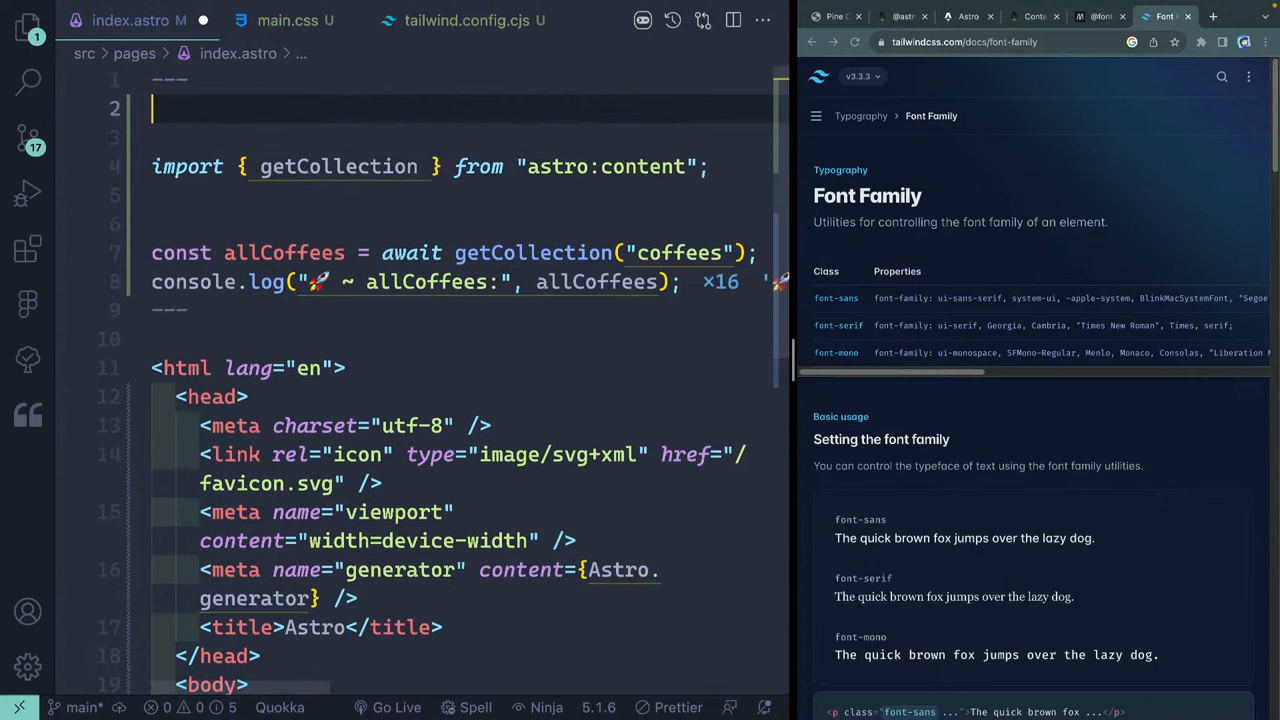 index.astro M
main.css M
tailwind.config.cjs M
src > pages > index.astro > ...
1 ---
2
3
4 import { getCollection } from "astro:content";
5
6
7 const allCoffees = await getCollection("coffees");
8 console.log("🚀 ~ allCoffees:", allCoffees); ×16 '🚀
9 ---
10
11 <html lang="en">
12 <head>
13 <meta charset="utf-8" />
14 <link rel="icon" type="image/svg+xml" href="/
favicon.svg" />
15 <meta name="viewport"
content="width=device-width" />
16 <meta name="generator" content={Astro.
generator} />
17 <title>Astro</title>
18 </head>
19 <body>
1
17
main* 0 0 5 Go Live Quokka Spell Ninja 5.1.6 Prettier
Pine C
@astr
Astro
Conte
@font
Font F
tailwindcss.com/docs/font-family
v3.3.3
Typography > Font Family
Typography
Font Family
Utilities for controlling the font family of an element.
Class Properties
font-sans font-family: ui-sans-serif, system-ui, -apple-system, BlinkMacSystemFont, "Segoe
font-serif font-family: ui-serif, Georgia, Cambria, "Times New Roman", Times, serif;
font-mono font-family: ui-monospace, SFMono-Regular, Menlo, Monaco, Consolas, "Liberation M
Basic usage
Setting the font family
You can control the typeface of text using the font family utilities.
font-sans
The quick brown fox jumps over the lazy dog.
font-serif
The quick brown fox jumps over the lazy dog.
font-mono
The quick brown fox jumps over the lazy dog.
<p class="font-sans ...">The quick brown fox ...</p>